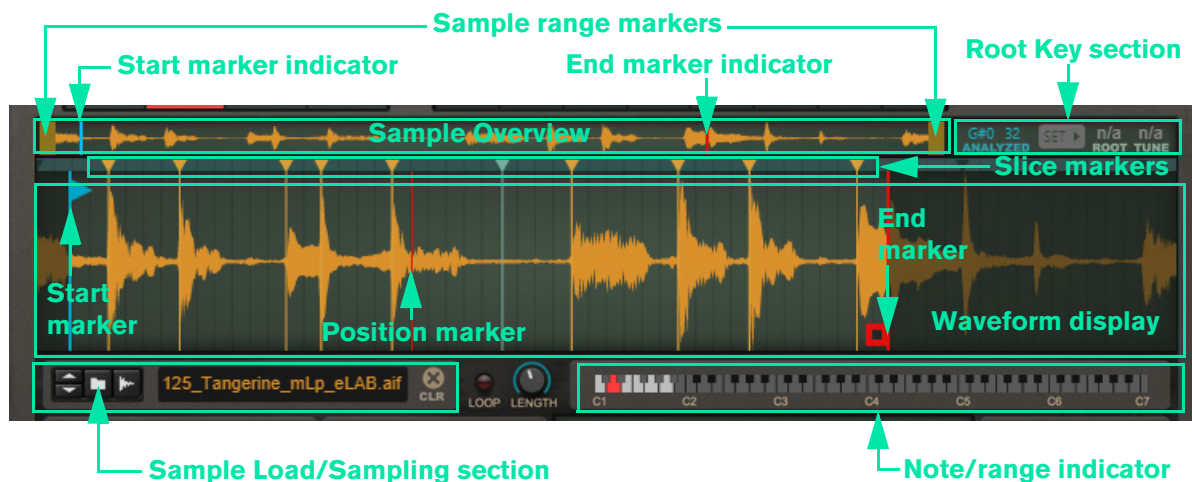 Sample range markers
Start marker indicator
End marker indicator
Root Key section
Sample Overview
G#0 32
ANALYZED
SET
n/a n/a
ROOT TUNE
Slice markers
End
marker
Start
marker
Position marker
Waveform display
125_Tangerine_mLp_eLAB.aif
CLR
LOOP
LENGTH
C1 C2 C3 C4 C5 C6 C7
Sample Load/Sampling section
Note/range indicator